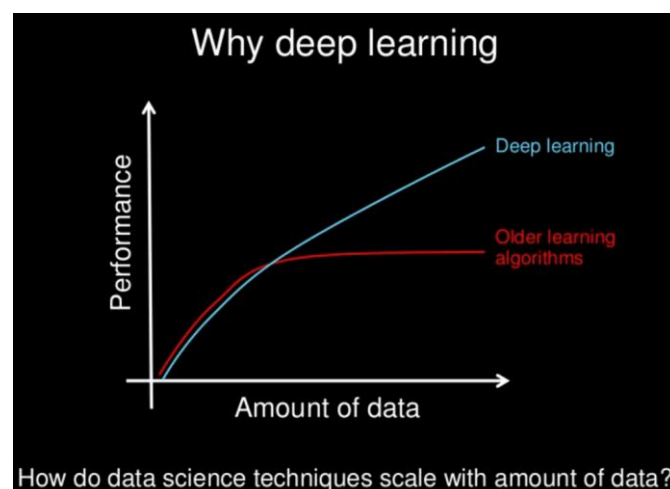 Why deep learning
Performance
Deep learning
Older learning
algorithms
Amount of data
How do data science techniques scale with amount of data?